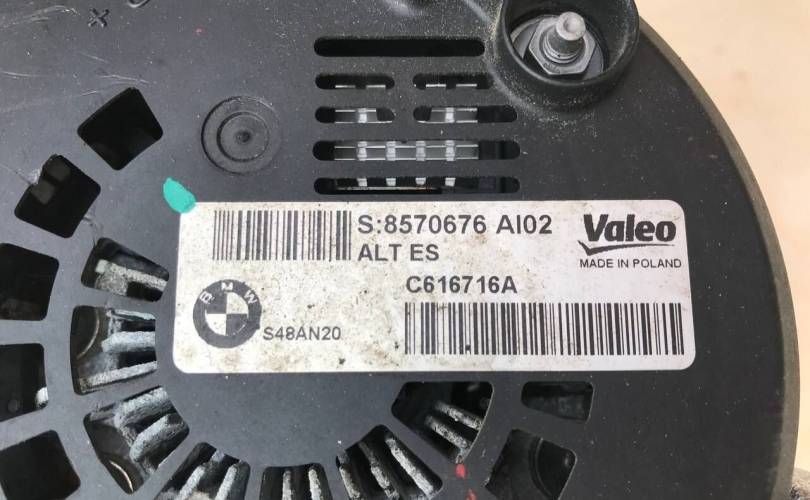 S:8570676 AI02
ALT ES
Valeo
MADE IN POLAND
C616716A
BMW
S48AN20